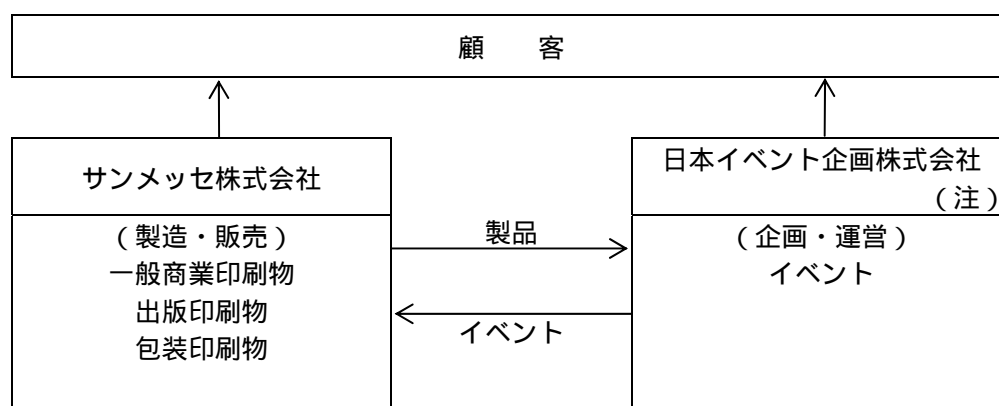 顧　　客
サンメッセ株式会社
日本イベント企画株式会社
（注）
（製造・販売）
一般商業印刷物
出版印刷物
包装印刷物
製品
イベント
（企画・運営）
イベント